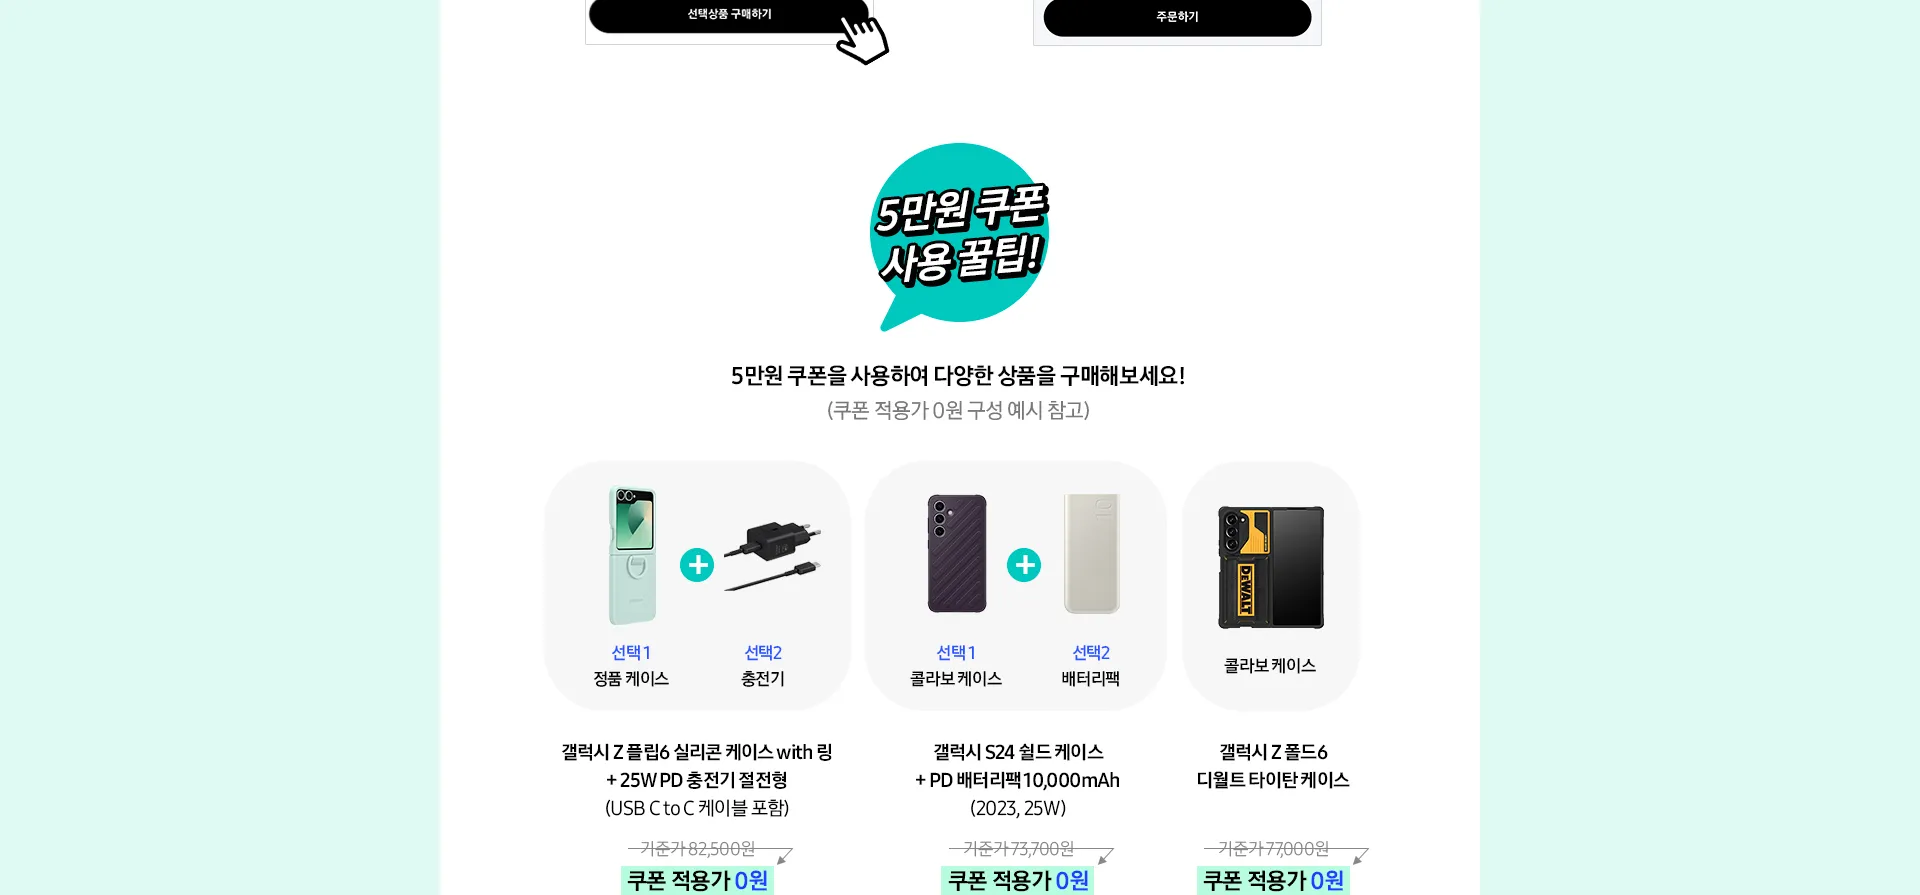 선택상품 구매하기
주문하기
5만원 쿠폰
사용 꿀팁!
5만원 쿠폰을 사용하여 다양한 상품을 구매해보세요!
(쿠폰 적용가 0원 구성 예시 참고)
선택1
정품 케이스
선택2
충전기
선택1
콜라보 케이스
선택2
배터리팩
DEWALT
콜라보 케이스
갤럭시 Z 플립6 실리콘 케이스 with 링
+ 25W PD 충전기 절전형
(USB C to C 케이블 포함)
기준가 82,500원
쿠폰 적용가 0원
갤럭시 S24 쉴드 케이스
+ PD 배터리팩 10,000mAh
(2023, 25W)
기준가 73,700원
쿠폰 적용가 0원
갤럭시 Z 폴드6
디월트 타이탄 케이스
기준가 77,000원
쿠폰 적용가 0원